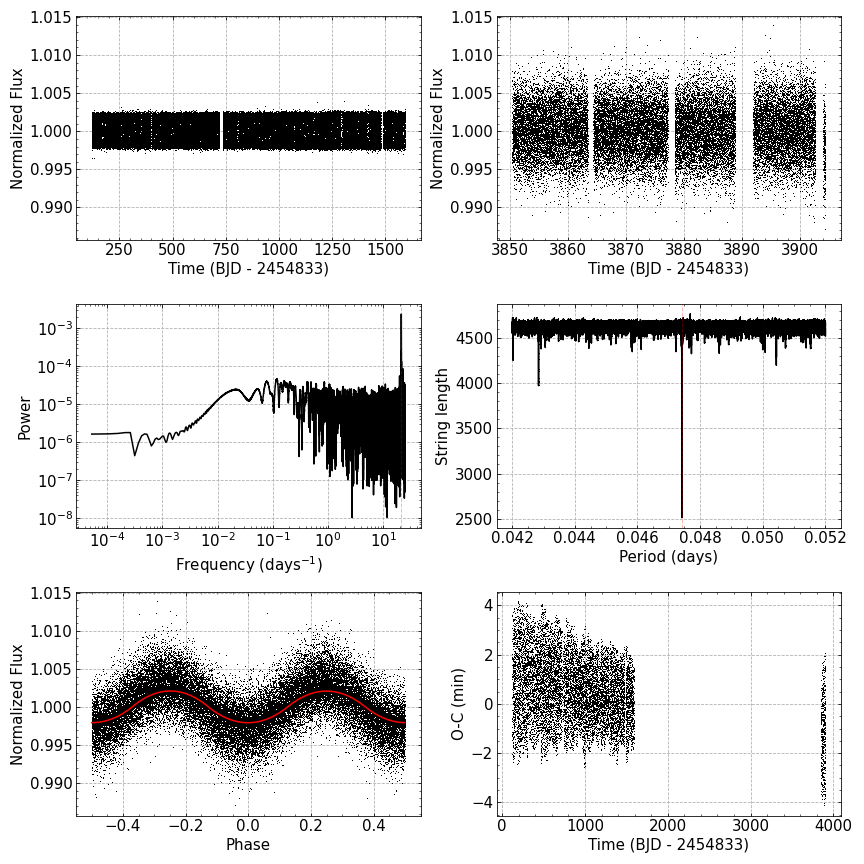 1.015
1.010
1.005
1.000
0.995
0.990
Normalized Flux
250 500 750 1000 1250 1500
Time (BJD - 2454833)
1.015
1.010
1.005
1.000
0.995
0.990
Normalized Flux
3850 3860 3870 3880 3890 3900
Time (BJD - 2454833)
10⁻³
10⁻⁴
10⁻⁵
10⁻⁶
10⁻⁷
10⁻⁸
Power
10⁻⁴ 10⁻³ 10⁻² 10⁻¹ 10⁰ 10¹
Frequency (days⁻¹)
4500
4000
3500
3000
2500
String length
0.042 0.044 0.046 0.048 0.050 0.052
Period (days)
1.015
1.010
1.005
1.000
0.995
0.990
Normalized Flux
−0.4 −0.2 0.0 0.2 0.4
Phase
4
2
0
−2
−4
O-C (min)
0 1000 2000 3000 4000
Time (BJD - 2454833)